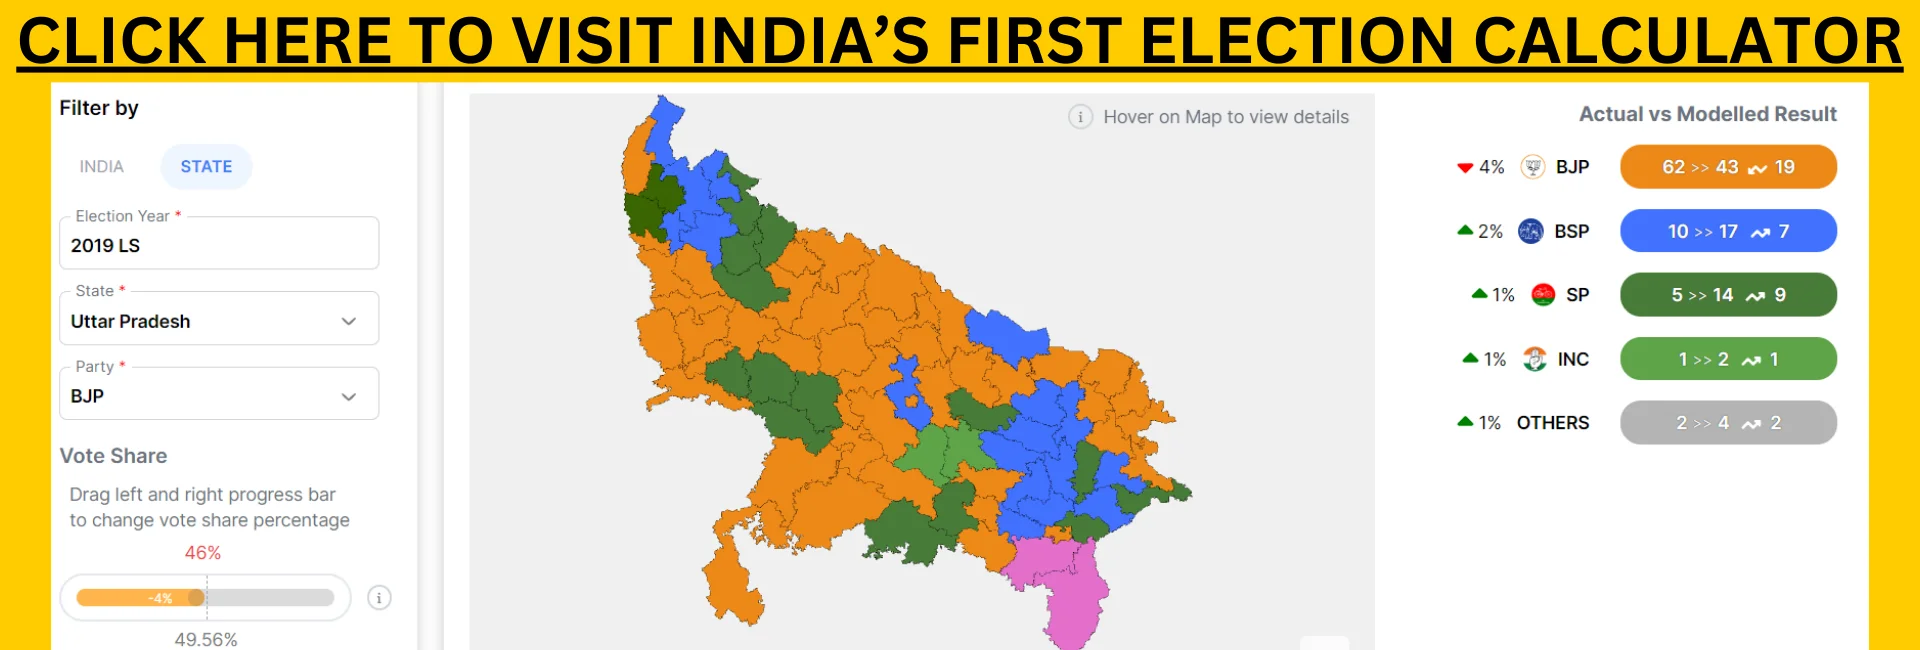 CLICK HERE TO VISIT INDIA’S FIRST ELECTION CALCULATOR
Filter by
INDIA STATE
Election Year *
2019 LS
State *
Uttar Pradesh
Party *
BJP
Vote Share
Drag left and right progress bar
to change vote share percentage
46%
-4%
i
49.56%
i Hover on Map to view details
Actual vs Modelled Result
4% BJP 62 >> 43 19
2% BSP 10 >> 17 7
1% SP 5 >> 14 9
1% INC 1 >> 2 1
1% OTHERS 2 >> 4 2